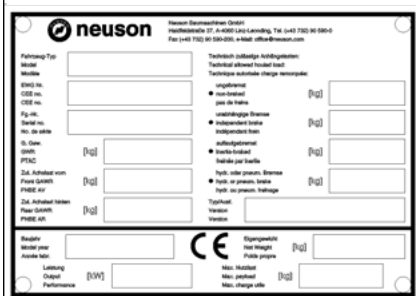 neuson
Neuson Baumaschinen GmbH
Haidfeldstraße 37, A-4060 Linz-Leonding, Tel. (+43 732) 90 590-0
Fax (+43 732) 90 590-200, e-Mail: office@neuson.com
Fahrzeug-Typ
Model
Modèle
EWG Nr.
CEE no.
CEE no.
Fg.-Nr.
Serial no.
No. de série
G. Gew.
GWR
PTAC
[kg]
Zul. Achslast vorn
Front GAWR
PNBE AV
[kg]
Zul. Achslast hinten
Rear GAWR
PNBE AR
[kg]
Technisch zulässige Anhängelasten:
Technical allowed houled load:
Technique autorisée charge remorquée:
ungebremst
• non-braked
pas de freins
[kg]
unabhängige Bremse
• independent brake
indépendant frein
[kg]
auflaufgebremst
• inertie-braked
freinée par inertie
[kg]
hydr. oder pneum. Bremse
• hydr. or pneum. brake
hydr. ou pneum. freinage
[kg]
Typ/Ausf.
Version
Version
Baujahr
Model year
Année fabr.
CE
Eigengewicht
Net Weight
Poids propre
[kg]
Leistung
Output
Performance
[kW]
Max. Nutzlast
Max. payload
Max. charge utile
[kg]